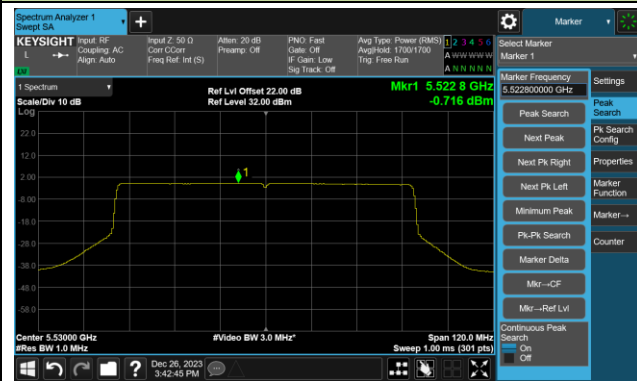 Spectrum Analyzer 1
Swept SA
Marker
KEYSIGHT
L
LXI
Input: RF
Coupling: AC
Align: Auto
Input Z: 50 Ω
Corr CCorr
Freq Ref: Int (S)
Atten: 20 dB
Preamp: Off
PNO: Fast
Gate: Off
IF Gain: Low
Sig Track: Off
Avg Type: Power (RMS)
Avg|Hold: 1700/1700
Trig: Free Run
1 2 3 4 5 6
A W W W W W
A N N N N N
Select Marker
Marker 1
1 Spectrum
Scale/Div 10 dB
Log
Ref Lvl Offset 22.00 dB
Ref Level 32.00 dBm
Mkr1 5.522 8 GHz
-0.716 dBm
22.0
12.0
2.00
-8.00
-18.0
-28.0
-38.0
-48.0
-58.0
1
Center 5.53000 GHz
#Res BW 1.0 MHz
#Video BW 3.0 MHz*
Span 120.0 MHz
Sweep 1.00 ms (301 pts)
Marker Frequency
5.522800000 GHz
Peak Search
Next Peak
Next Pk Right
Next Pk Left
Minimum Peak
Pk-Pk Search
Marker Delta
Mkr→CF
Mkr→Ref Lvl
Continuous Peak
Search
On
Off
Settings
Peak
Search
Pk Search
Config
Properties
Marker
Function
Marker→
Counter
?
Dec 26, 2023
3:42:45 PM